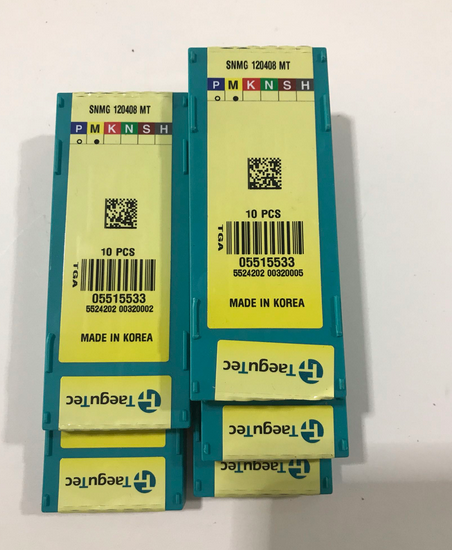 SNMG 120408 MT
P M K N S H
10 PCS
TGA
05515533
5524202 00320002
MADE IN KOREA
TaeguTec
TaeguTec
SNMG 120408 MT
P M K N S H
10 PCS
TGA
05515533
5524202 00320005
MADE IN KOREA
TaeguTec
TaeguTec
TaeguTec